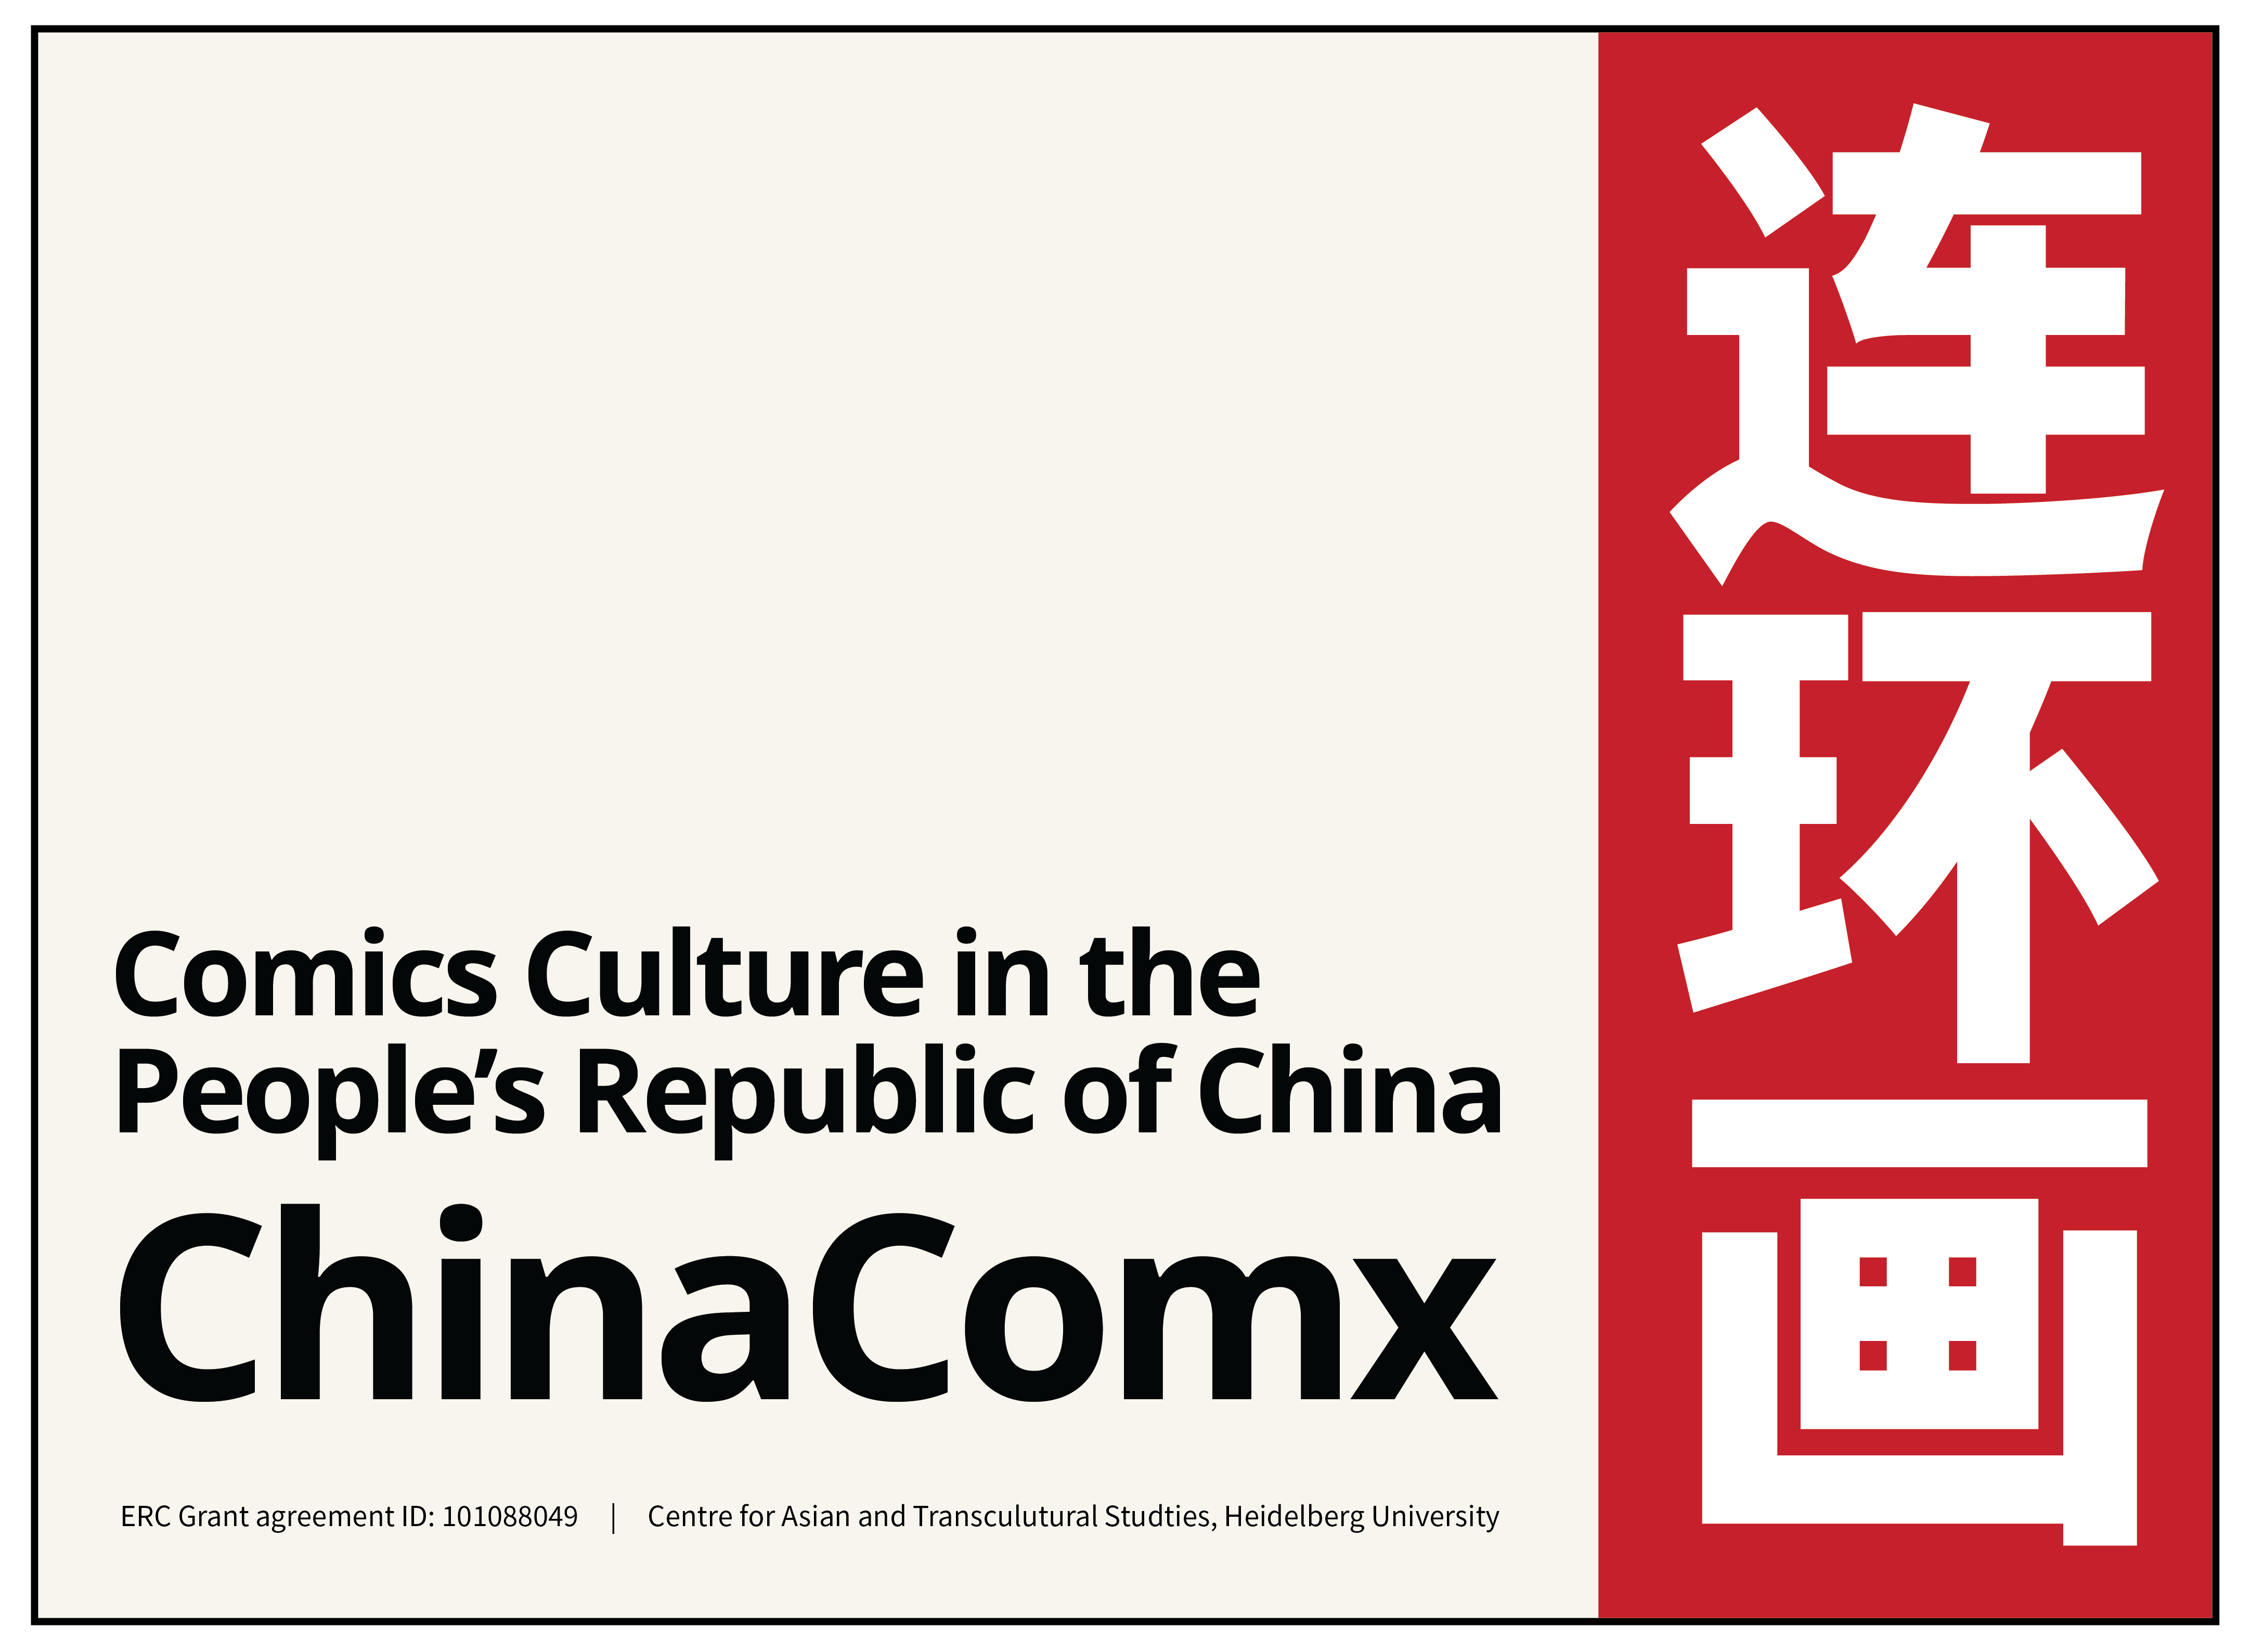 Comics Culture in the
People’s Republic of China
ChinaComx
ERC Grant agreement ID: 101088049 | Centre for Asian and Transculutural Studties, Heidelberg University
连环画